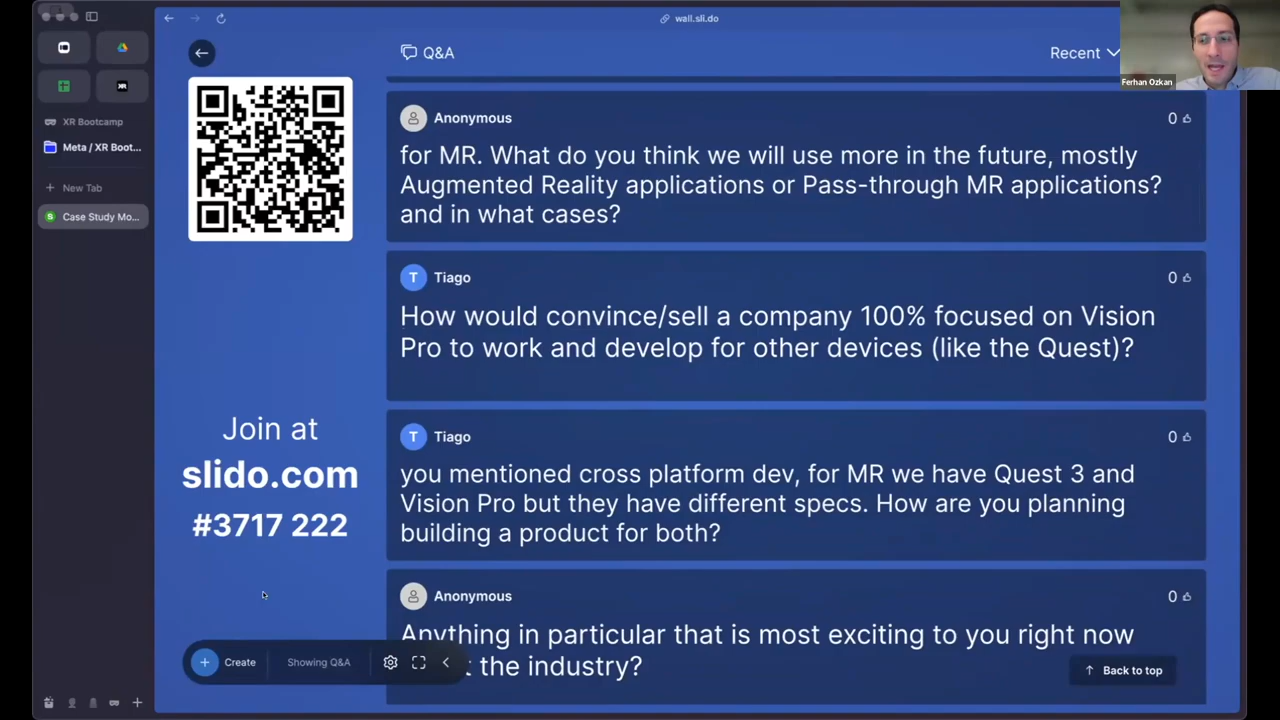 wall.sli.do
Q&A
Recent
Ferhan Ozkan
XR Bootcamp
Meta / XR Boot...
New Tab
Case Study Mo...
Anonymous
0
for MR. What do you think we will use more in the future, mostly
Augmented Reality applications or Pass-through MR applications?
and in what cases?
Tiago
0
How would convince/sell a company 100% focused on Vision
Pro to work and develop for other devices (like the Quest)?
Join at
slido.com
#3717 222
Tiago
0
you mentioned cross platform dev, for MR we have Quest 3 and
Vision Pro but they have different specs. How are you planning
building a product for both?
Anonymous
0
Anything in particular that is most exciting to you right now
the industry?
Create
Showing Q&A
Back to top